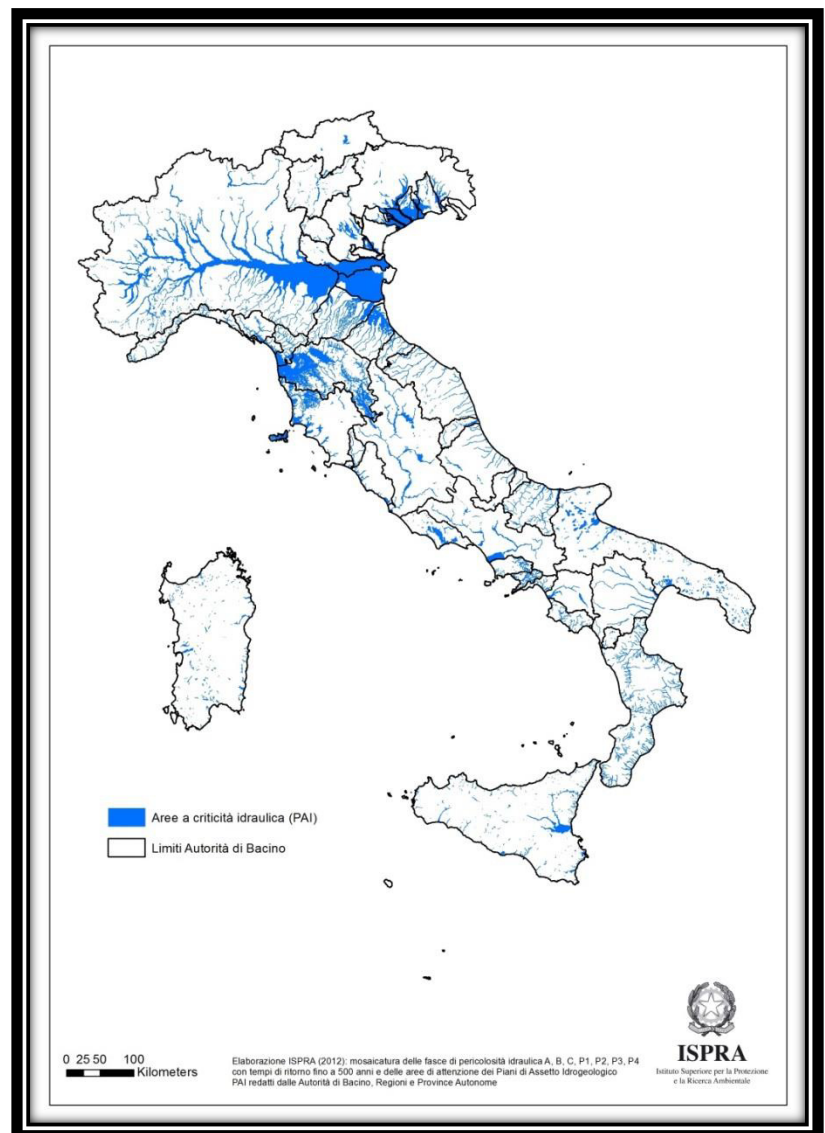 Aree a criticità idraulica (PAI)
Limiti Autorità di Bacino
0 25 50 100
Kilometers
Elaborazione ISPRA (2012): mosaicatura delle fasce di pericolosità idraulica A, B, C, P1, P2, P3, P4
con tempi di ritorno fino a 500 anni e delle aree di attenzione dei Piani di Assetto Idrogeologico
PAI redatti dalle Autorità di Bacino, Regioni e Province Autonome
ISPRA
Istituto Superiore per la Protezione
e la Ricerca Ambientale